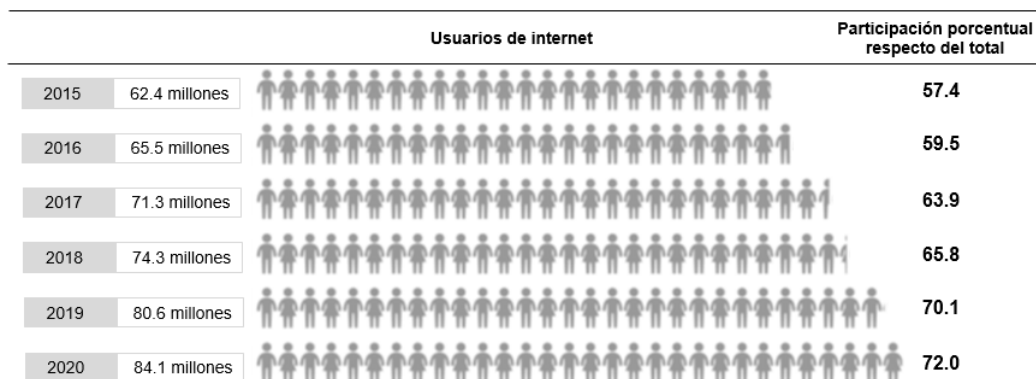 Usuarios de internet
Participación porcentual
respecto del total
2015 62.4 millones 57.4
2016 65.5 millones 59.5
2017 71.3 millones 63.9
2018 74.3 millones 65.8
2019 80.6 millones 70.1
2020 84.1 millones 72.0